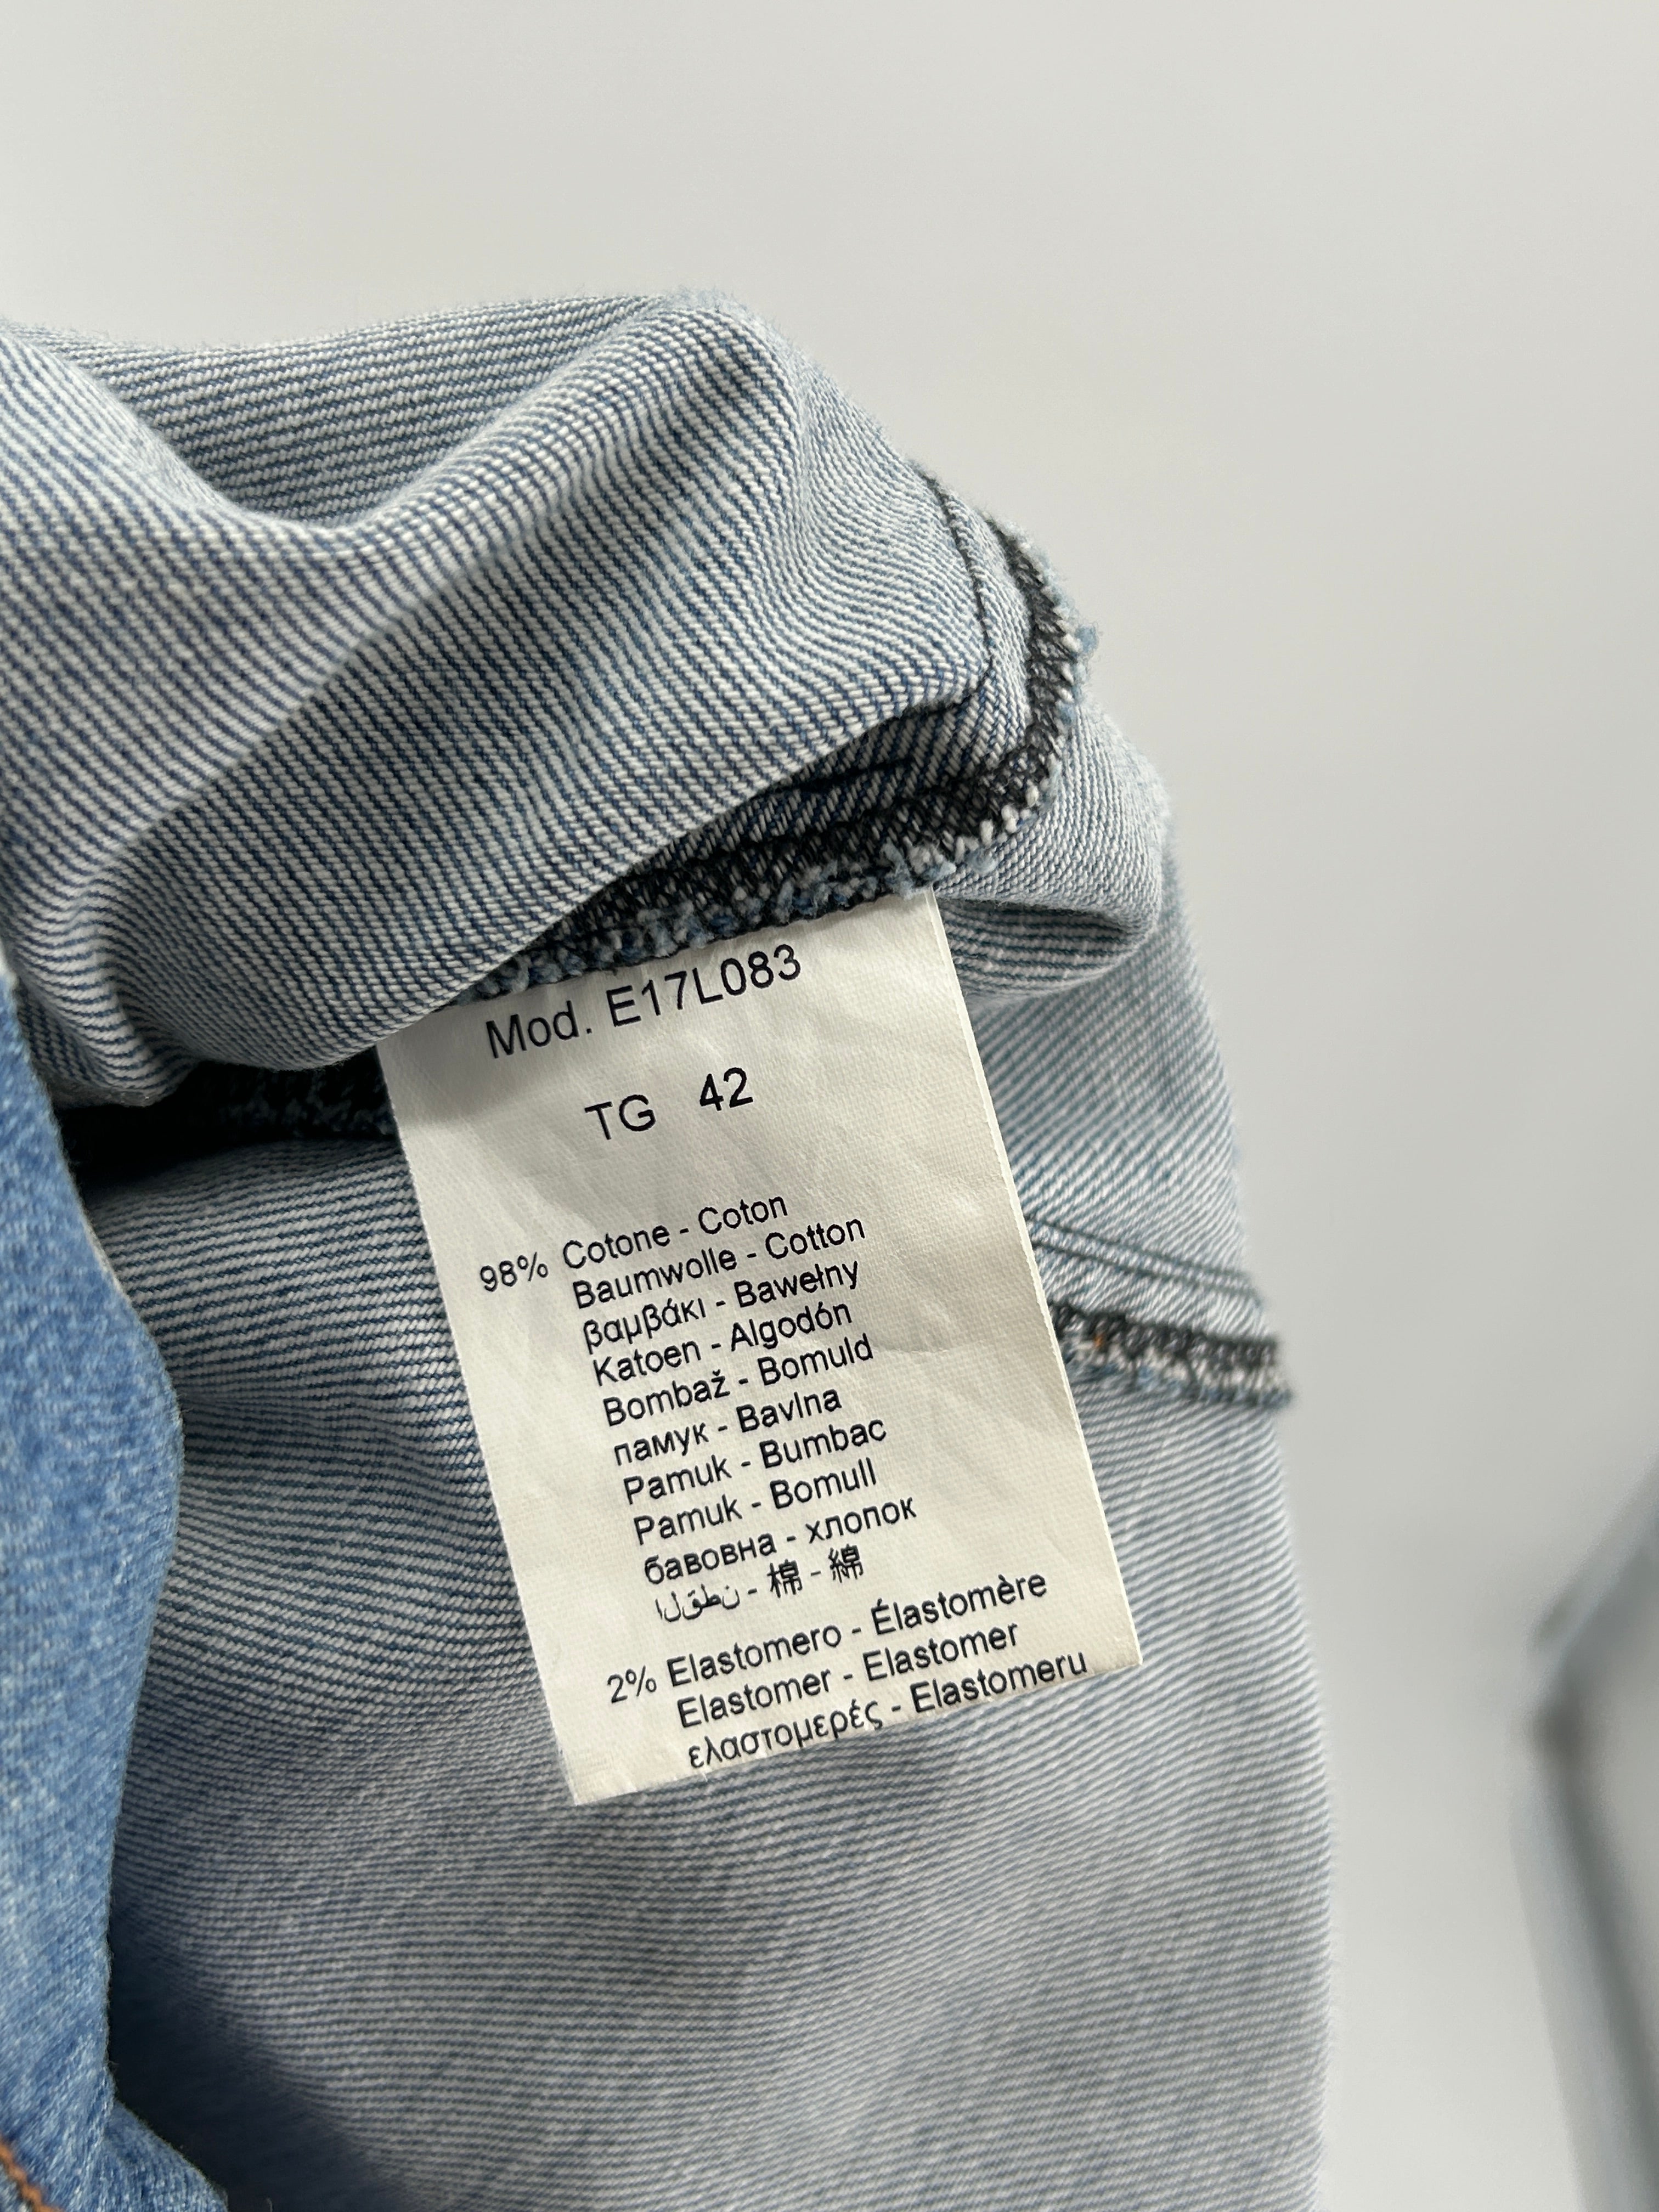 Mod. E17L083
TG 42
98% Cotone - Coton
Baumwolle - Cotton
βαμβάκι - Bawełny
Katoen - Algodón
Bombaž - Bomuld
памук - Bavlna
Pamuk - Bumbac
Pamuk - Bomull
бавовна - хлопок
القطن - 棉 - 綿
2% Elastomero - Élastomère
Elastomer - Elastomer
ελαστομερές - Elastomeru